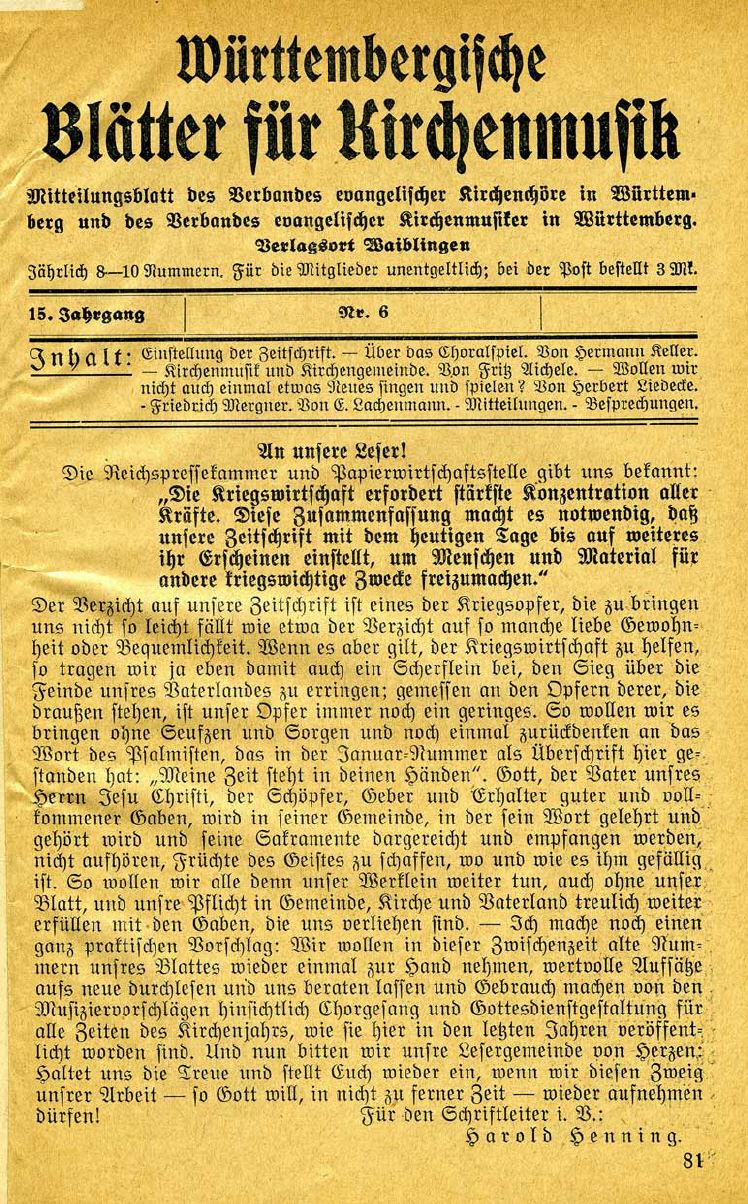 Württembergische
Blätter für Kirchenmusik
Mitteilungsblatt des Verbandes evangelischer Kirchenchöre in Württem-
berg und des Verbandes evangelischer Kirchenmusiker in Württemberg.
Verlagsort Waiblingen
Jährlich 8—10 Nummern. Für die Mitglieder unentgeltlich; bei der Post bestellt 3 Mk.
15. Jahrgang Nr. 6
Inhalt: Einstellung der Zeitschrift. — Über das Choralspiel. Von Hermann Keller.
— Kirchenmusik und Kirchengemeinde. Von Fritz Aichele. — Wollen wir
nicht auch einmal etwas Neues singen und spielen? Von Herbert Liedecke.
- Friedrich Mergner. Von E. Lachenmann. - Mitteilungen. - Besprechungen.
An unsere Leser!
Die Reichspressekammer und Papierwirtschaftsstelle gibt uns bekannt:
„Die Kriegswirtschaft erfordert stärkste Konzentration aller
Kräfte. Diese Zusammenfassung macht es notwendig, daß
unsere Zeitschrift mit dem heutigen Tage bis auf weiteres
ihr Erscheinen einstellt, um Menschen und Material für
andere kriegswichtige Zwecke freizumachen.“
Der Verzicht auf unsere Zeitschrift ist eines der Kriegsopfer, die zu bringen
uns nicht so leicht fällt wie etwa der Verzicht auf so manche liebe Gewohn-
heit oder Bequemlichkeit. Wenn es aber gilt, der Kriegswirtschaft zu helfen,
so tragen wir ja eben damit auch ein Scherflein bei, den Sieg über die
Feinde unsres Vaterlandes zu erringen; gemessen an den Opfern derer, die
draußen stehen, ist unser Opfer immer noch ein geringes. So wollen wir es
bringen ohne Seufzen und Sorgen und noch einmal zurückdenken an das
Wort des Psalmisten, das in der Januar-Nummer als Überschrift hier ge-
standen hat: „Meine Zeit steht in deinen Händen“. Gott, der Vater unsres
Herrn Jesu Christi, der Schöpfer, Geber und Erhalter guter und voll-
kommener Gaben, wird in seiner Gemeinde, in der sein Wort gelehrt und
gehört wird und seine Sakramente dargereicht und empfangen werden,
nicht aufhören, Früchte des Geistes zu schaffen, wo und wie es ihm gefällig
ist. So wollen wir alle denn unser Werklein weiter tun, auch ohne unser
Blatt, und unsre Pflicht in Gemeinde, Kirche und Vaterland treulich weiter
erfüllen mit den Gaben, die uns verliehen sind. — Ich mache noch einen
ganz praktischen Vorschlag: Wir wollen in dieser Zwischenzeit alte Num-
mern unsres Blattes wieder einmal zur Hand nehmen, wertvolle Aufsätze
aufs neue durchlesen und uns beraten lassen und Gebrauch machen von den
Musiziervorschlägen hinsichtlich Chorgesang und Gottesdienstgestaltung für
alle Zeiten des Kirchenjahrs, wie sie hier in den letzten Jahren veröffent-
licht worden sind. Und nun bitten wir unsre Lesergemeinde von Herzen:
Haltet uns die Treue und stellt Euch wieder ein, wenn wir diesen Zweig
unsrer Arbeit — so Gott will, in nicht zu ferner Zeit — wieder aufnehmen
dürfen! Für den Schriftleiter i. V.:
Harold Henning.
81